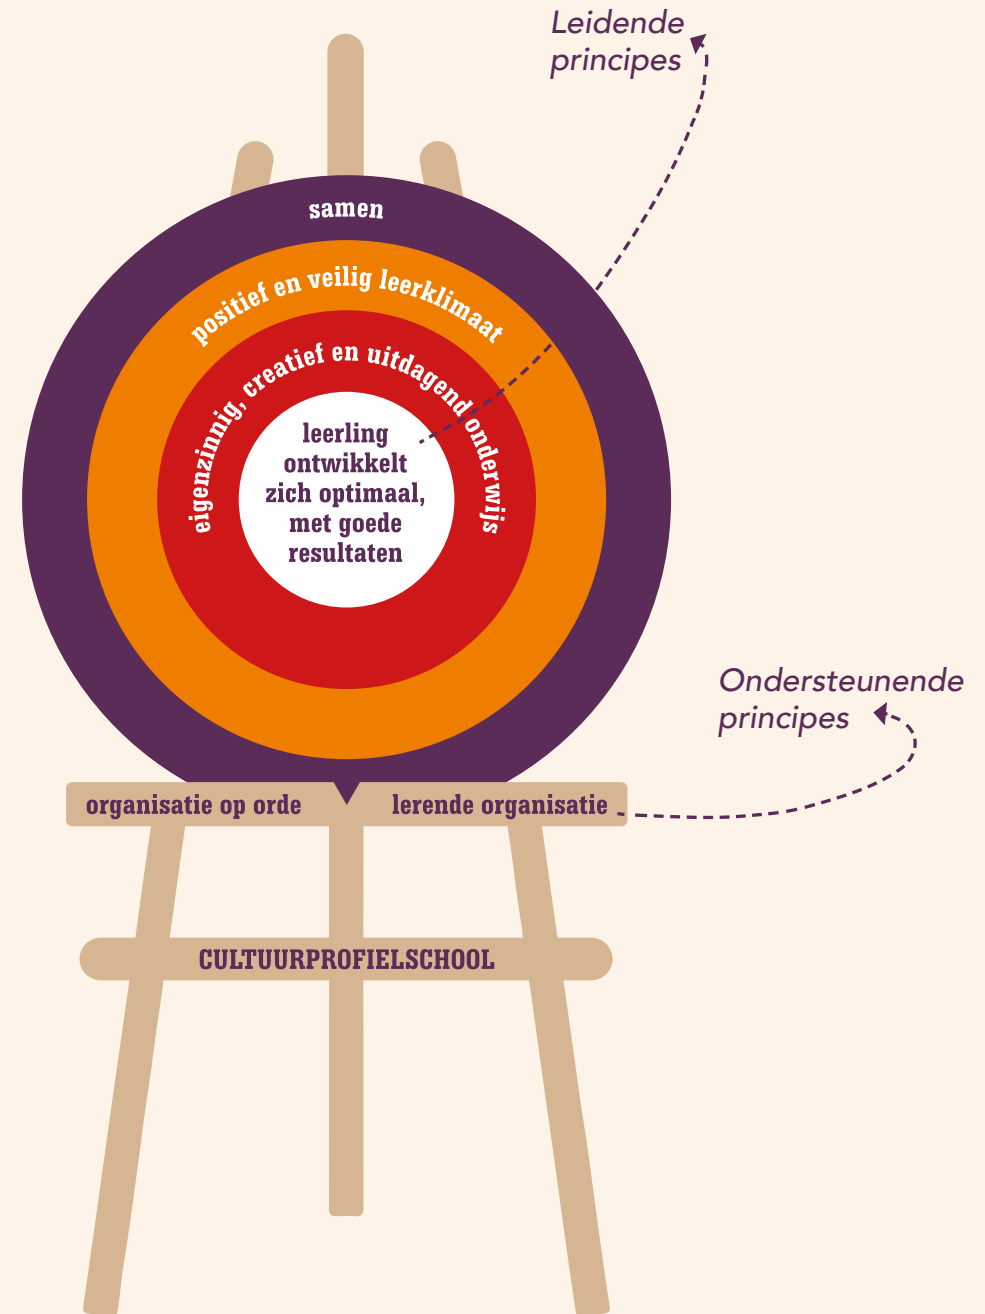 Leidende
principes
samen
positief en veilig leerklimaat
eigenzinnig, creatief en uitdagend onderwijs
leerling
ontwikkelt
zich optimaal,
met goede
resultaten
Ondersteunende
principes
organisatie op orde
lerende organisatie
CULTUURPROFIELSCHOOL